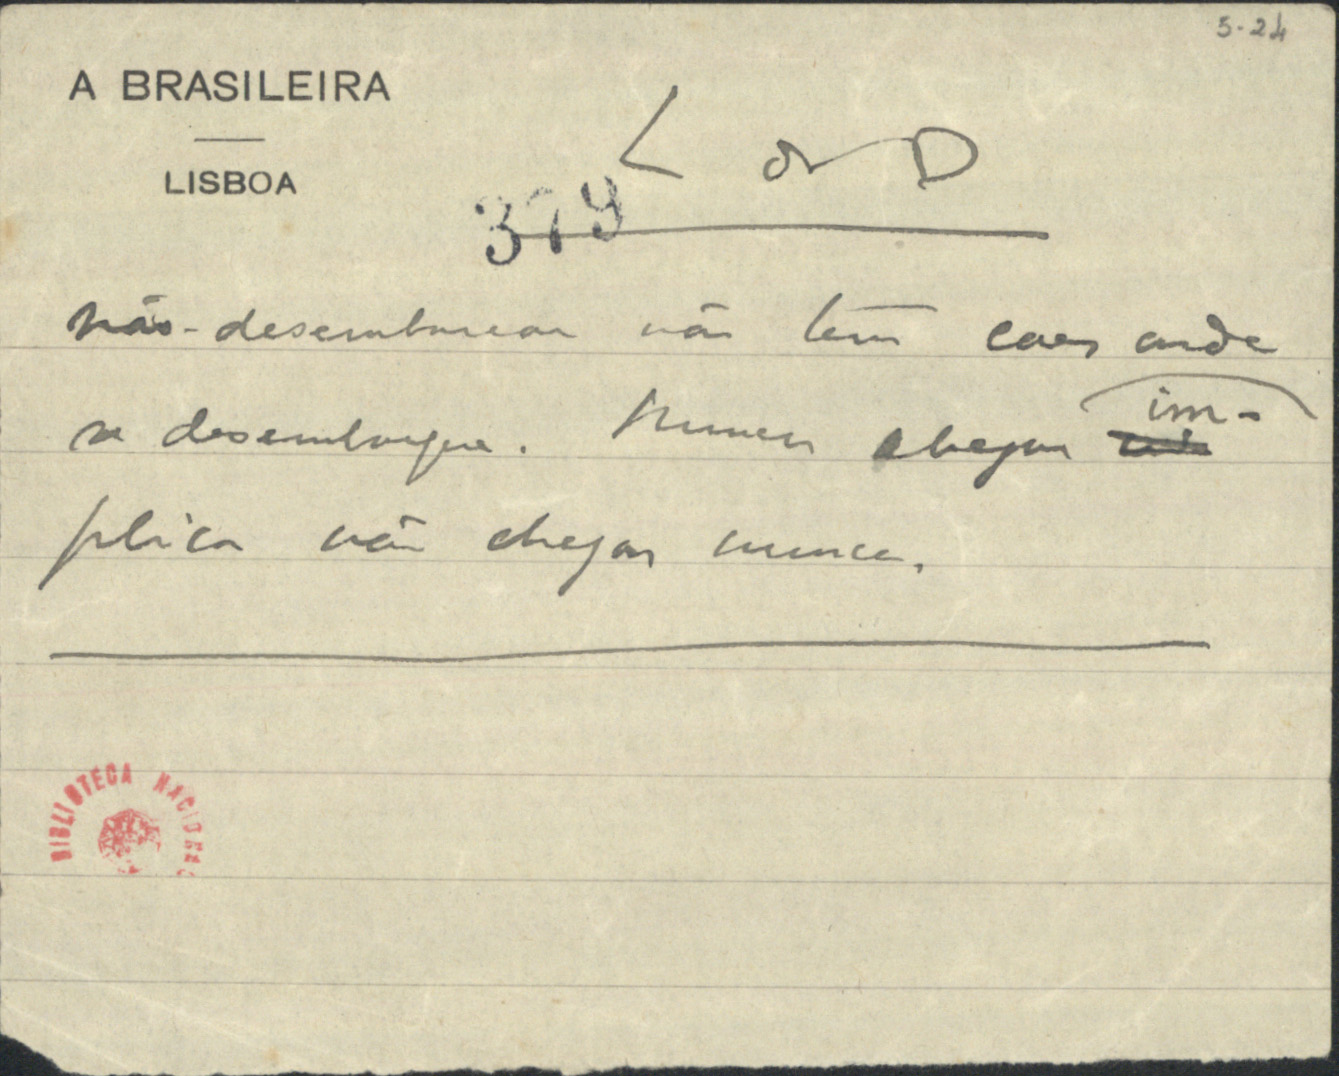 5-24
A BRASILEIRA
LISBOA
L or D
379
não-desembarcar não tem caes onde
se desembarque. Nunca chegar im-
plica não chegar nunca.
BIBLIOTECA NACIONAL